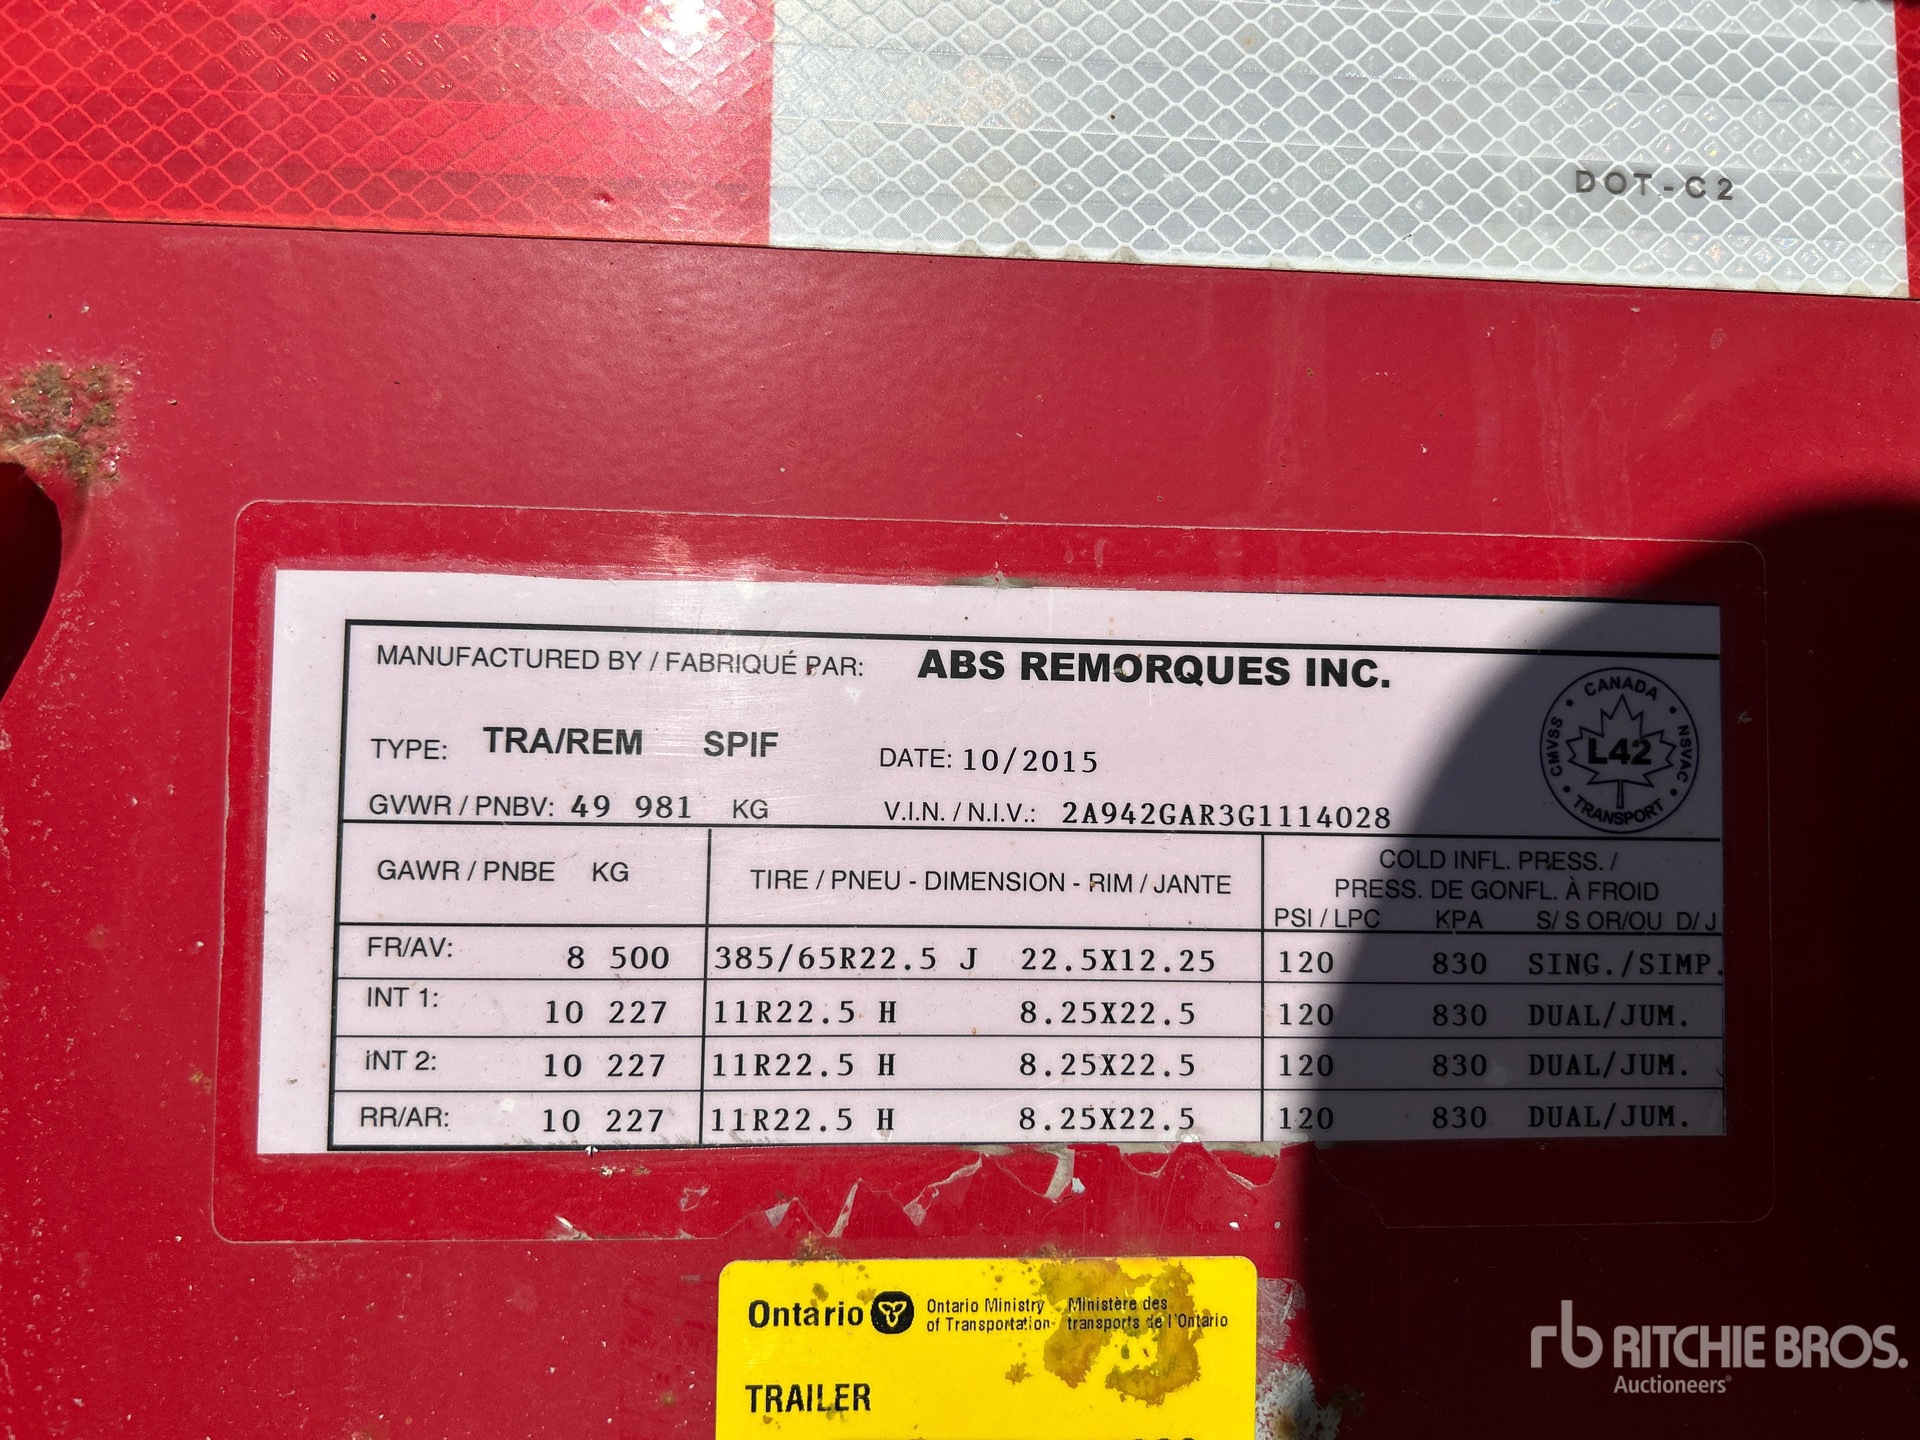 DOT-C2
MANUFACTURED BY / FABRIQUÉ PAR: ABS REMORQUES INC.
TYPE: TRA/REM SPIF DATE: 10/2015
GVWR / PNBV: 49 981 KG V.I.N. / N.I.V.: 2A942GAR3G1114028
CANADA
CMVSS L42 NSVAC
TRANSPORT
GAWR / PNBE KG TIRE / PNEU - DIMENSION - RIM / JANTE COLD INFL. PRESS. /
PRESS. DE GONFL. À FROID
PSI / LPC KPA S/ S OR/OU D/ J
FR/AV: 8 500 385/65R22.5 J 22.5X12.25 120 830 SING./SIMP.
INT 1: 10 227 11R22.5 H 8.25X22.5 120 830 DUAL/JUM.
iNT 2: 10 227 11R22.5 H 8.25X22.5 120 830 DUAL/JUM.
RR/AR: 10 227 11R22.5 H 8.25X22.5 120 830 DUAL/JUM.
Ontario Ontario Ministry Ministère des
of Transportation transports de l'Ontario
TRAILER
rb RITCHIE BROS.
Auctioneers